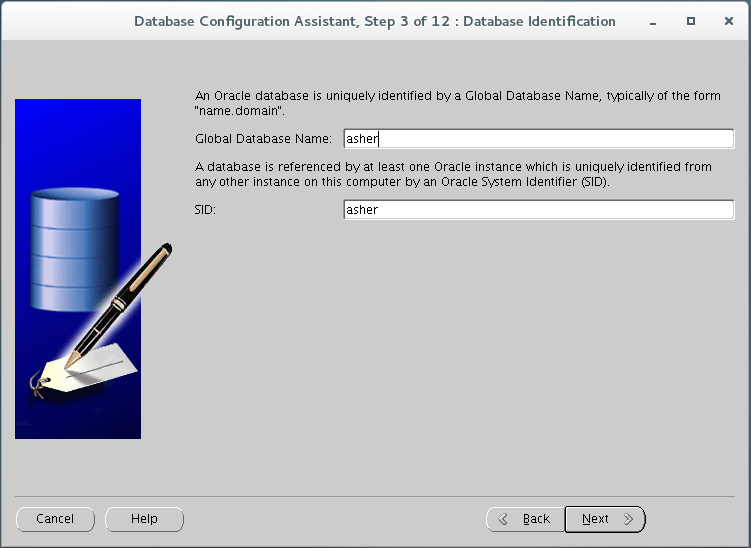 Database Configuration Assistant, Step 3 of 12 : Database Identification
An Oracle database is uniquely identified by a Global Database Name, typically of the form
"name.domain".
Global Database Name: asher
A database is referenced by at least one Oracle instance which is uniquely identified from
any other instance on this computer by an Oracle System Identifier (SID).
SID: asher
Cancel Help Back Next